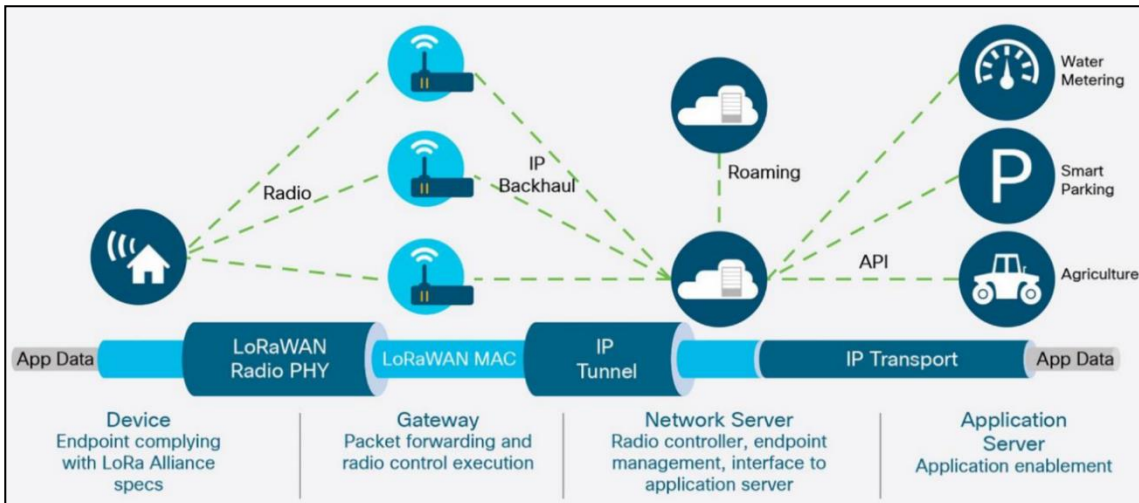 Water
Metering
Radio
IP
Backhaul
Roaming
P
Smart
Parking
API
Agriculture
App Data
LoRaWAN
Radio PHY
LoRaWAN MAC
IP
Tunnel
IP Transport
App Data
Device
Endpoint complying
with LoRa Alliance
specs
Gateway
Packet forwarding and
radio control execution
Network Server
Radio controller, endpoint
management, interface to
application server
Application
Server
Application enablement